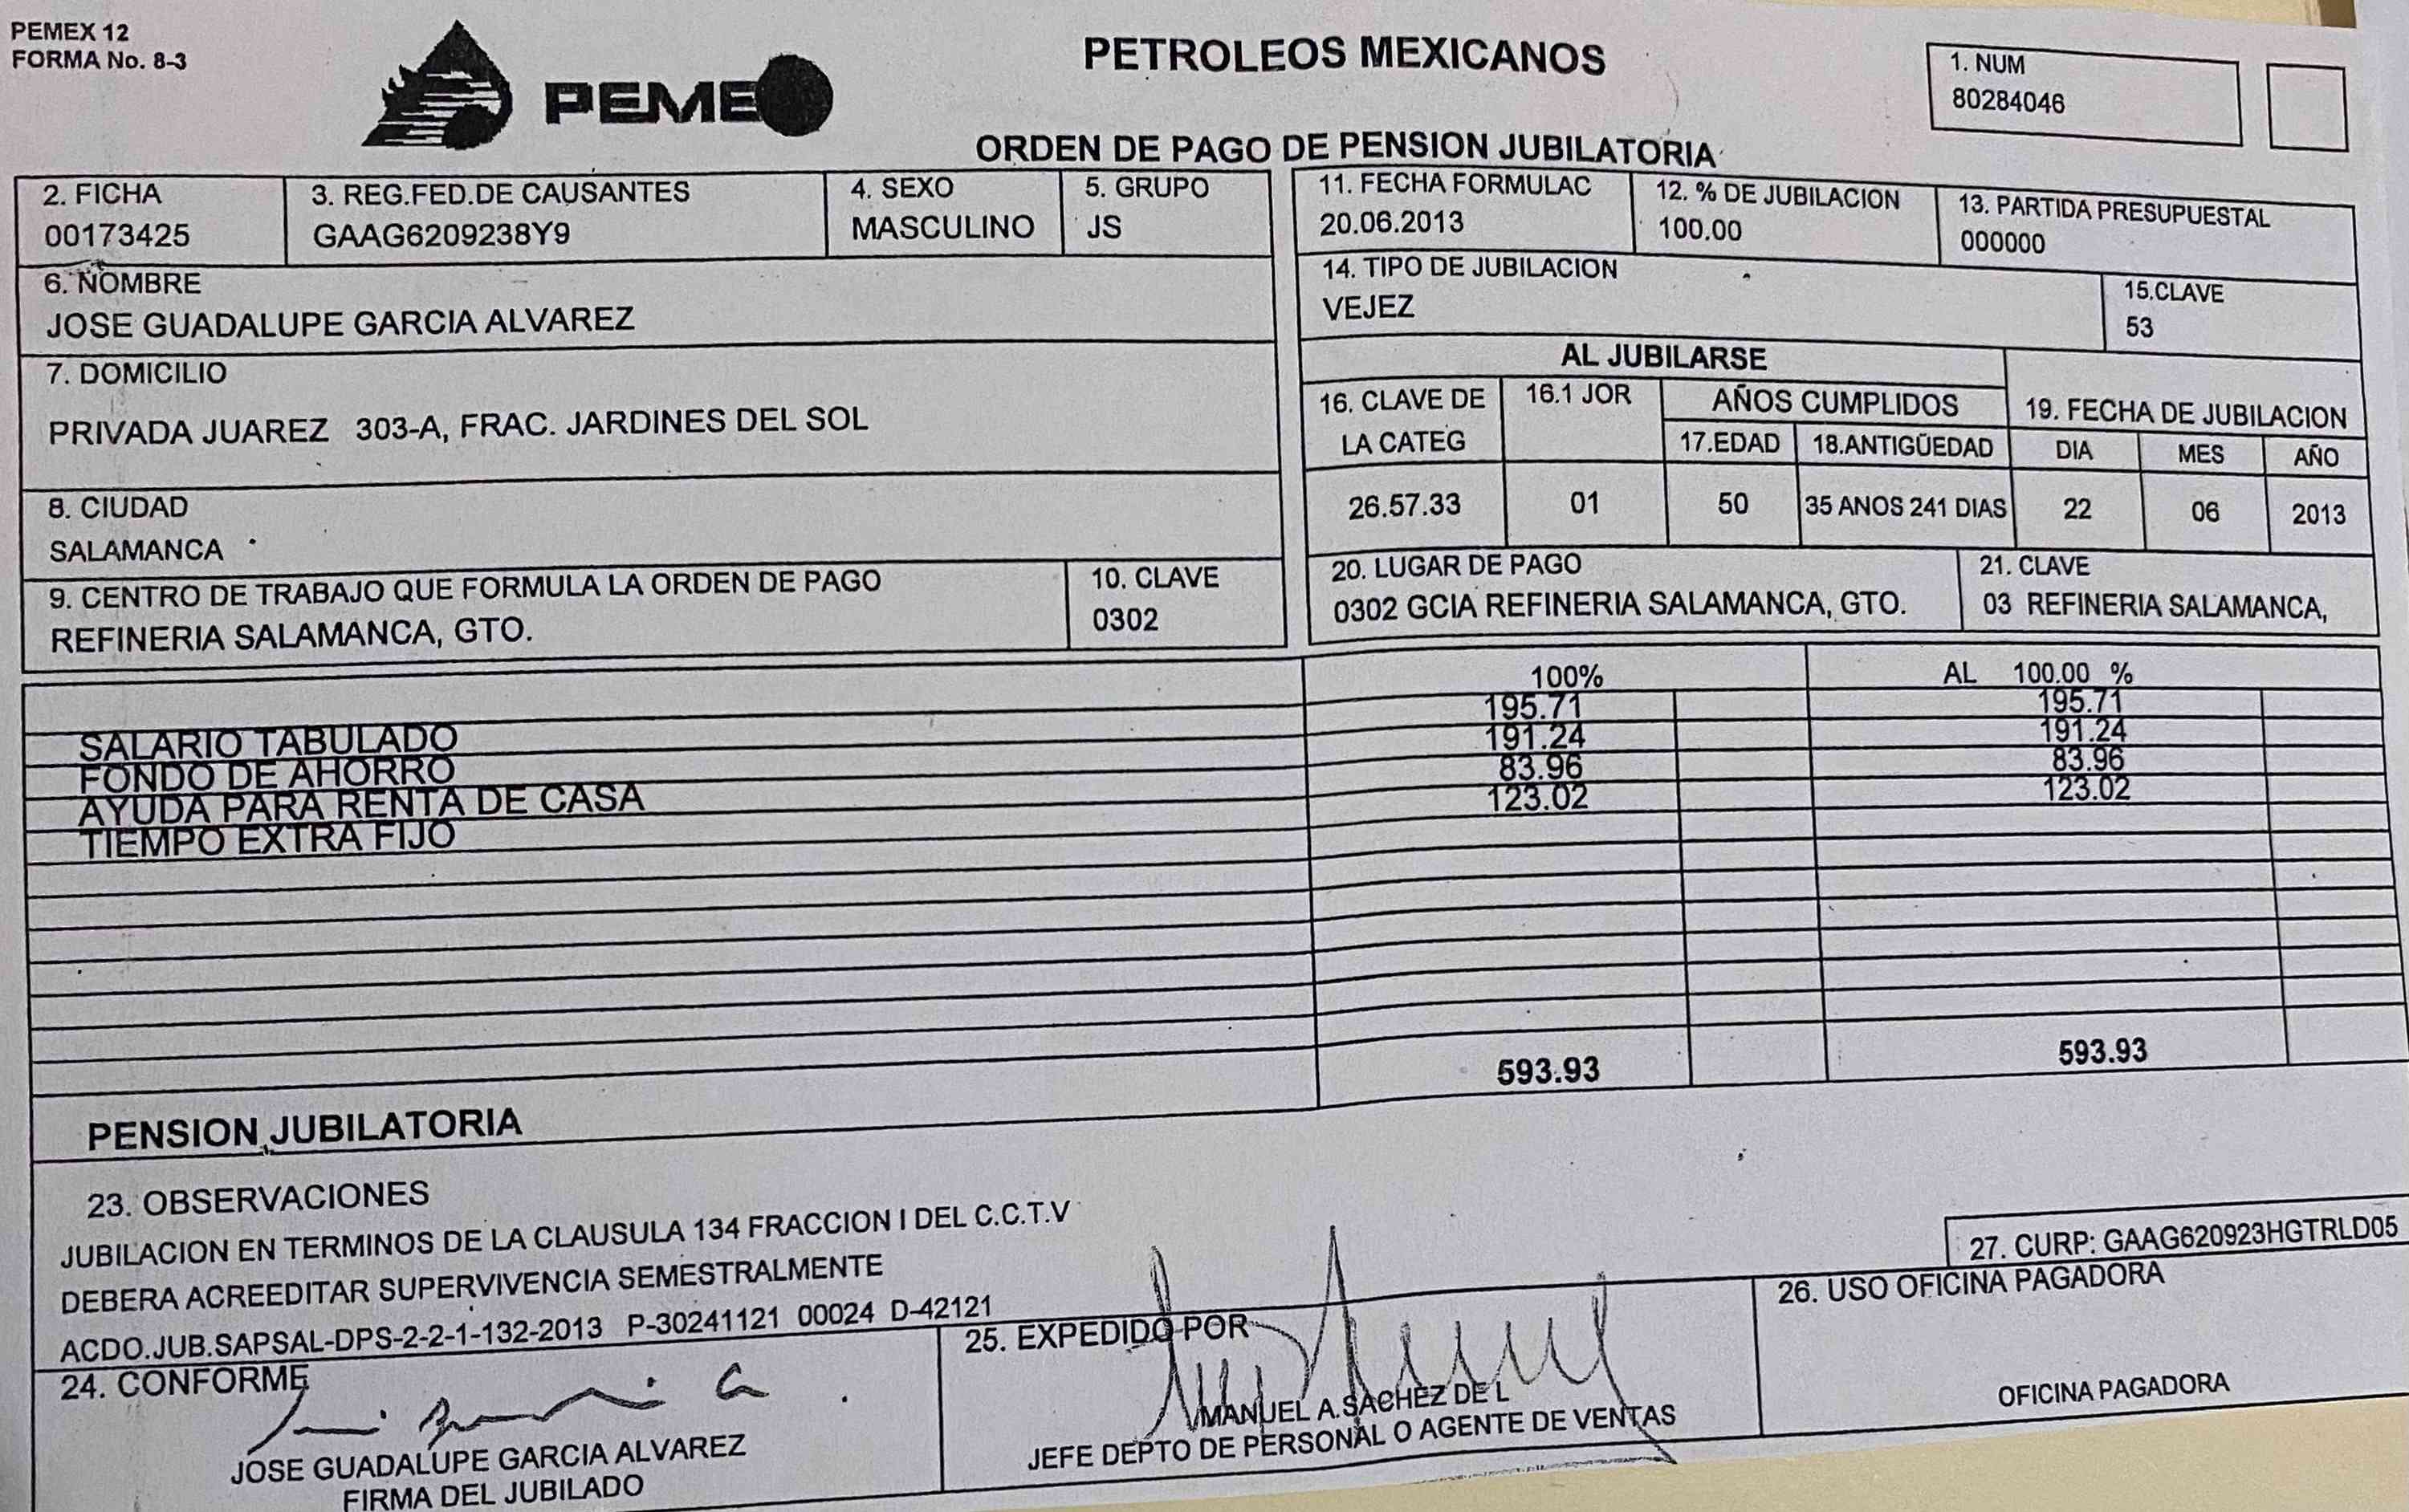 PEMEX 12
FORMA No. 8-3
PEMEX
PETROLEOS MEXICANOS
ORDEN DE PAGO DE PENSION JUBILATORIA
1. NUM
80284046
2. FICHA
00173425
3. REG.FED.DE CAUSANTES
GAAG6209238Y9
4. SEXO
MASCULINO
5. GRUPO
JS
6. NOMBRE
JOSE GUADALUPE GARCIA ALVAREZ
7. DOMICILIO
PRIVADA JUAREZ 303-A, FRAC. JARDINES DEL SOL
8. CIUDAD
SALAMANCA
9. CENTRO DE TRABAJO QUE FORMULA LA ORDEN DE PAGO
REFINERIA SALAMANCA, GTO.
10. CLAVE
0302
11. FECHA FORMULAC
20.06.2013
12. % DE JUBILACION
100.00
13. PARTIDA PRESUPUESTAL
000000
14. TIPO DE JUBILACION
VEJEZ
15.CLAVE
53
AL JUBILARSE
16. CLAVE DE
LA CATEG
16.1 JOR
AÑOS CUMPLIDOS
17.EDAD 18.ANTIGÜEDAD
19. FECHA DE JUBILACION
DIA MES AÑO
26.57.33 01 50 35 ANOS 241 DIAS 22 06 2013
20. LUGAR DE PAGO
0302 GCIA REFINERIA SALAMANCA, GTO.
21. CLAVE
03 REFINERIA SALAMANCA,
100% AL 100.00 %
SALARIO TABULADO 195.71 195.71
FONDO DE AHORRO 191.24 191.24
AYUDA PARA RENTA DE CASA 83.96 83.96
TIEMPO EXTRA FIJO 123.02 123.02
PENSION JUBILATORIA 593.93 593.93
23. OBSERVACIONES
JUBILACION EN TERMINOS DE LA CLAUSULA 134 FRACCION I DEL C.C.T.V
DEBERA ACREEDITAR SUPERVIVENCIA SEMESTRALMENTE
ACDO.JUB.SAPSAL-DPS-2-2-1-132-2013 P-30241121 00024 D-42121
27. CURP: GAAG620923HGTRLD05
24. CONFORME
JOSE GUADALUPE GARCIA ALVAREZ
FIRMA DEL JUBILADO
25. EXPEDIDO POR
MANUEL A.SACHEZ DE L
JEFE DEPTO DE PERSONAL O AGENTE DE VENTAS
26. USO OFICINA PAGADORA
OFICINA PAGADORA